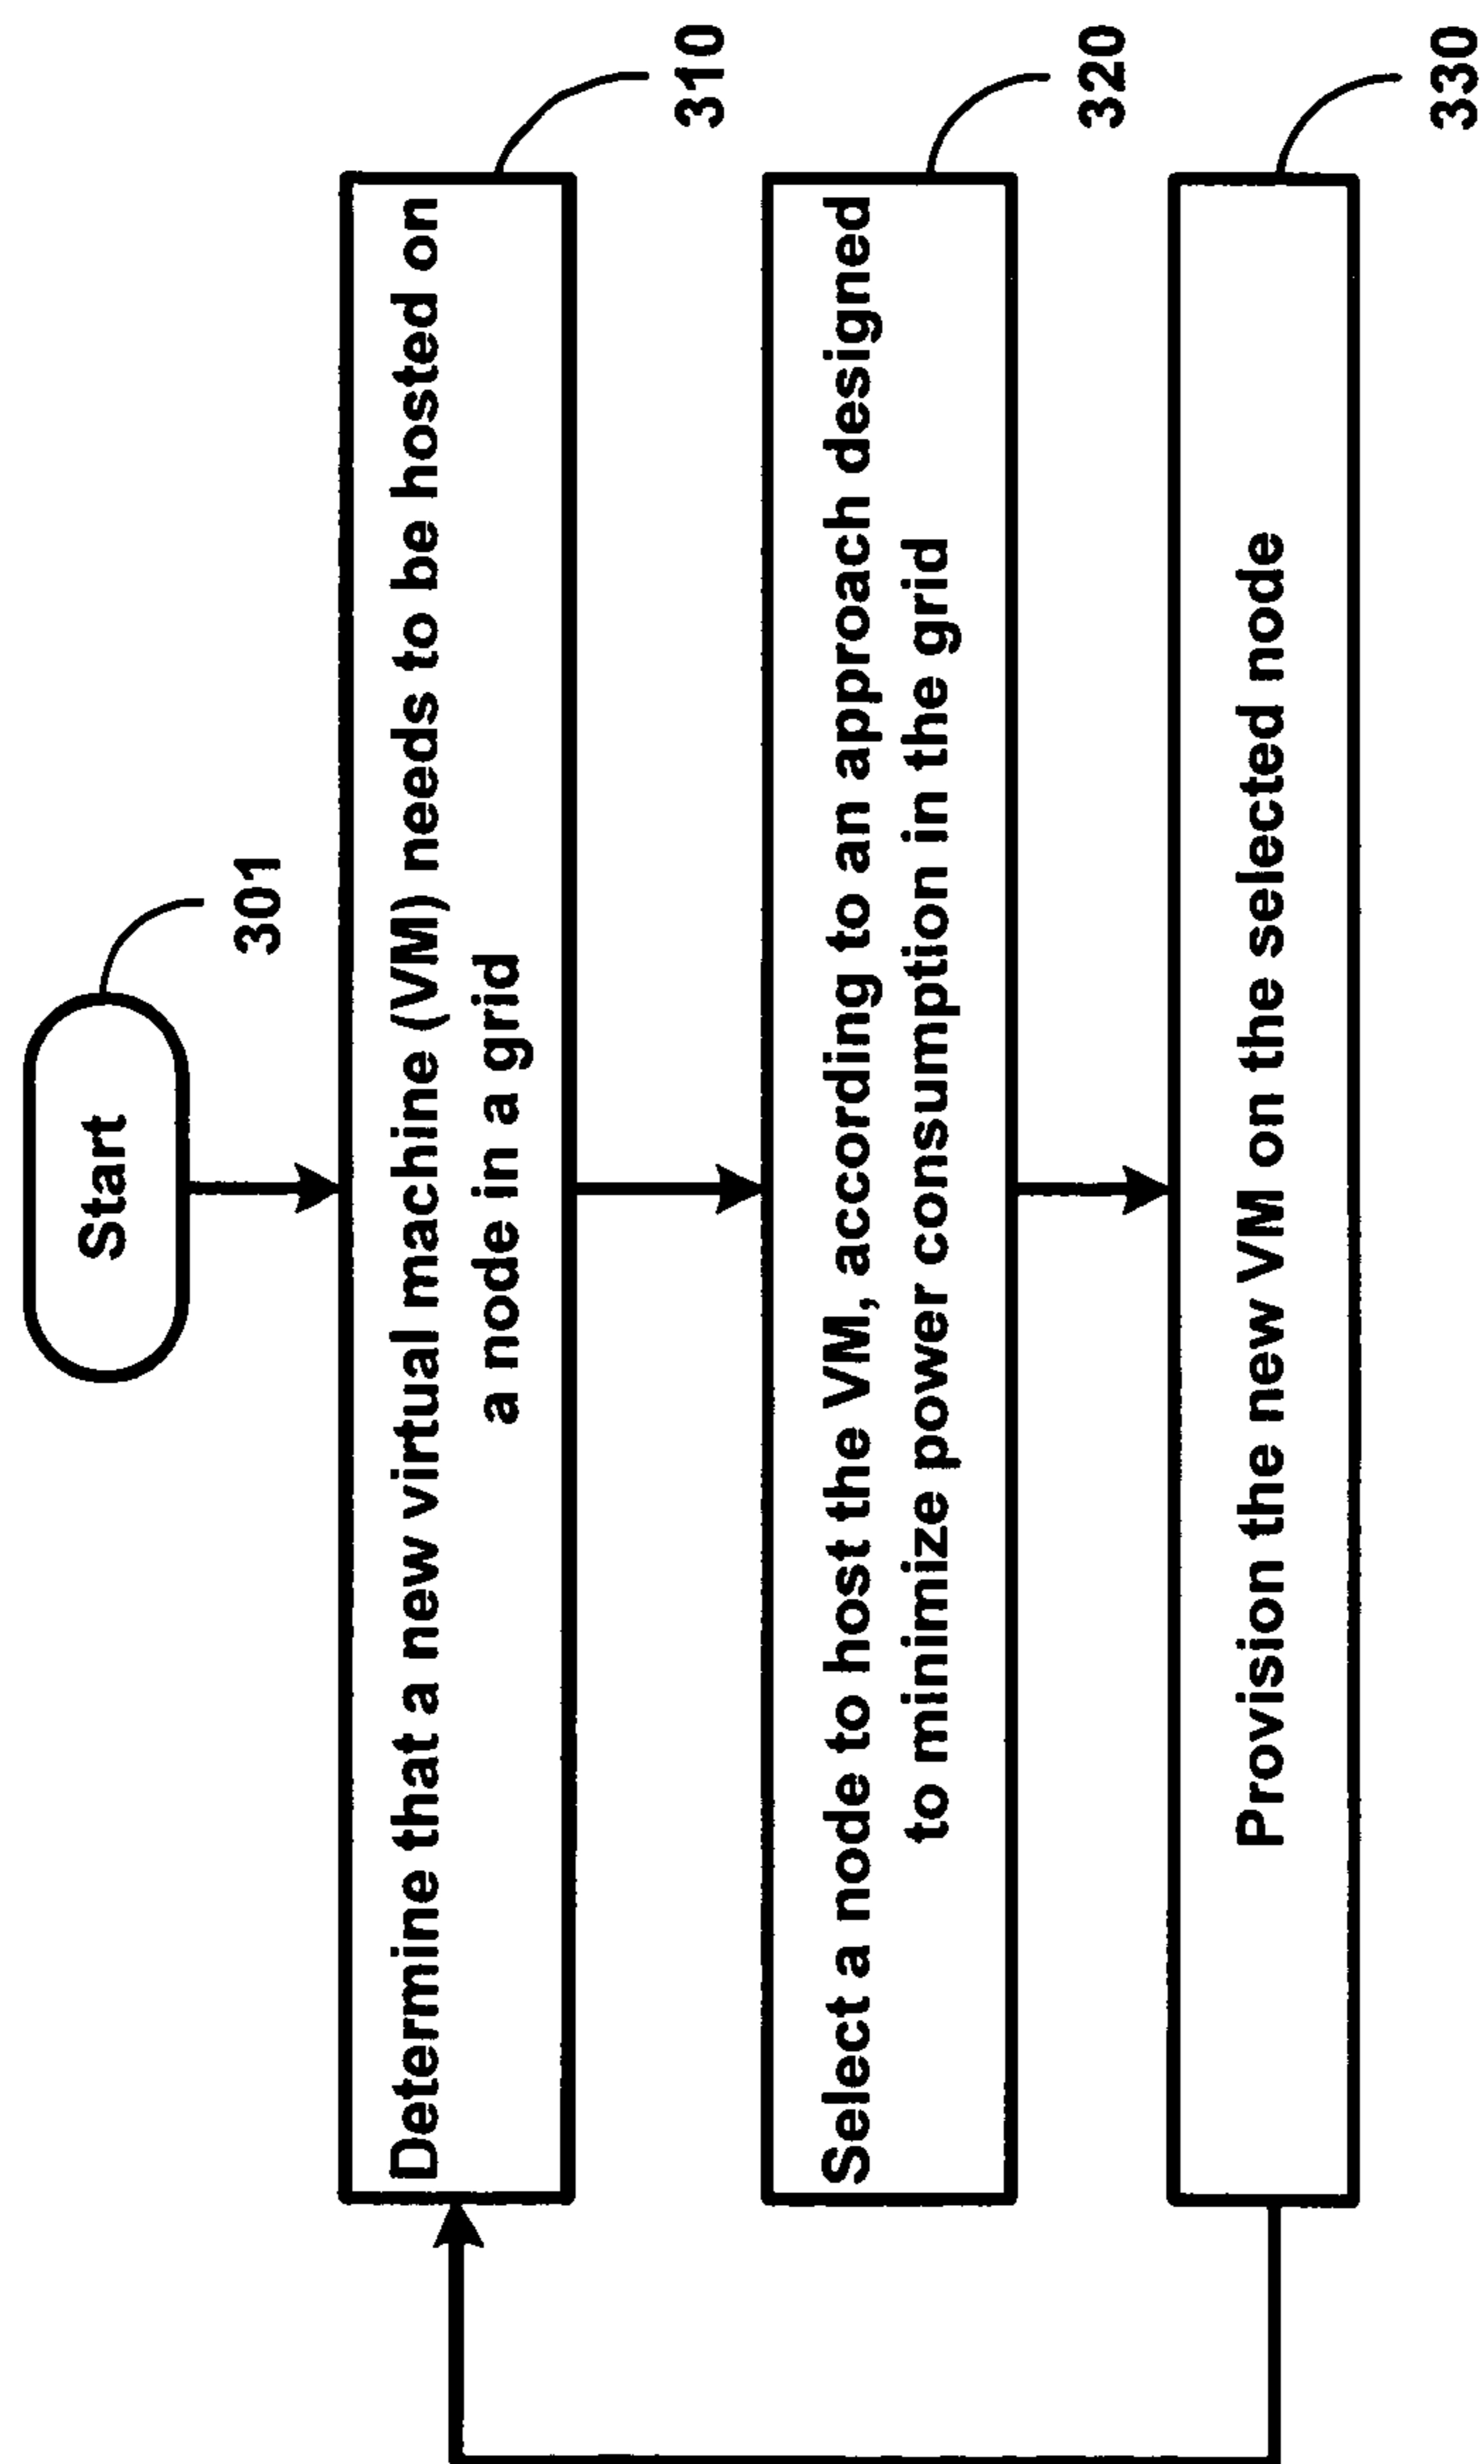 Start
301
Determine that a new virtual machine (VM) needs to be hosted on
a node in a grid
310
Select a node to host the VM, according to an approach designed
to minimize power consumption in the grid
320
Provision the new VM on the selected node
330